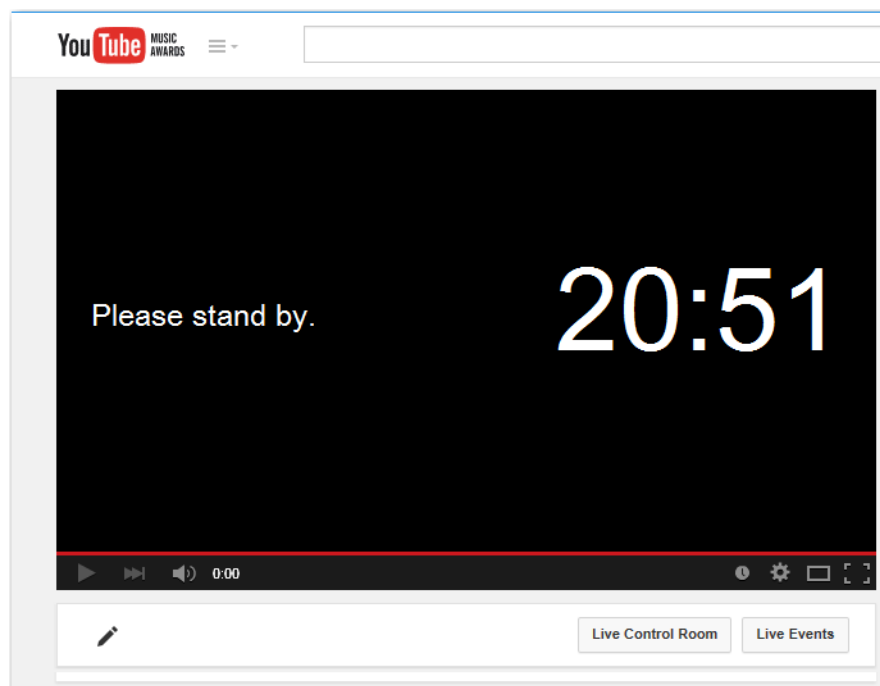 YouTube MUSIC AWARDS
Please stand by.
20:51
0:00
Live Control Room
Live Events